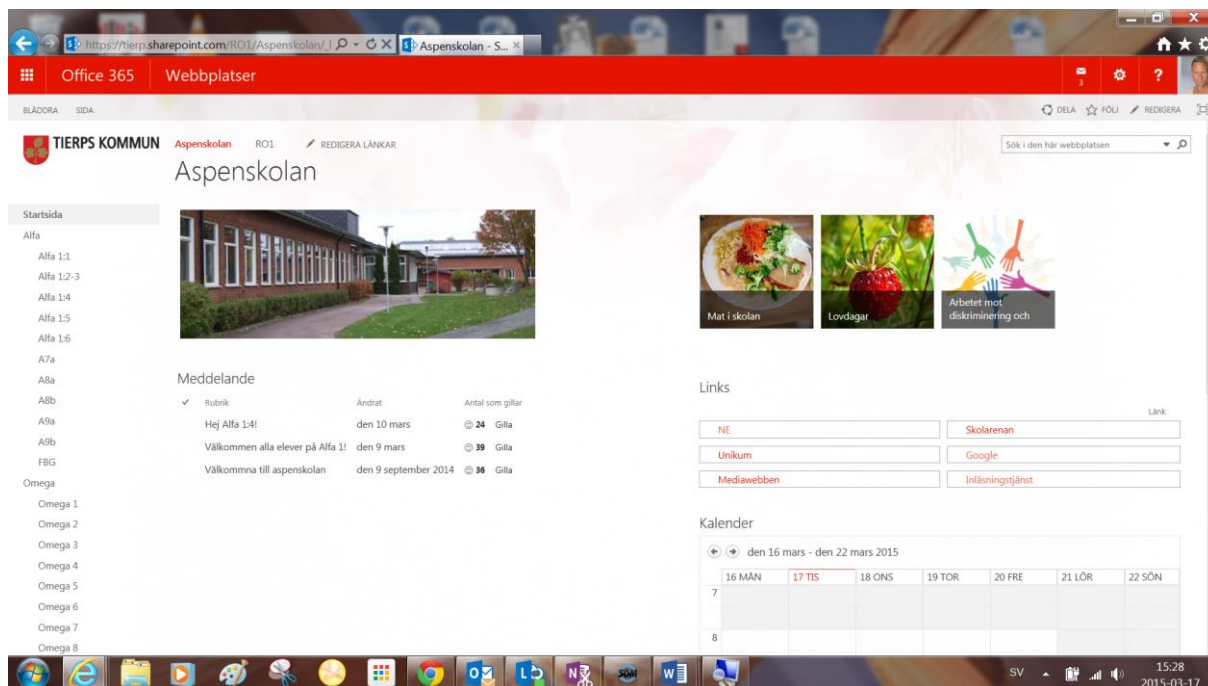 https://tierp.sharepoint.com/RO1/Aspenskolan/_l
Aspenskolan - S...
Office 365
Webbplatser
3
?
BLÄDDRA SIDA
DELA FÖLJ REDIGERA
TIERPS KOMMUN
Aspenskolan RO1 REDIGERA LÄNKAR
Sök i den här webbplatsen
Aspenskolan
Startsida
Alfa
Alfa 1:1
Alfa 1:2-3
Alfa 1:4
Alfa 1:5
Alfa 1:6
A7a
A8a
A8b
A9a
A9b
FBG
Omega
Omega 1
Omega 2
Omega 3
Omega 4
Omega 5
Omega 6
Omega 7
Omega 8
Mat i skolan
Lovdagar
Arbetet mot
diskriminering och
Meddelande
Rubrik Ändrat Antal som gillar
Hej Alfa 1:4! den 10 mars 24 Gilla
Välkommen alla elever på Alfa 1! den 9 mars 39 Gilla
Välkommna till aspenskolan den 9 september 2014 36 Gilla
Links
Länk
NE Skolarenan
Unikum Google
Mediawebben Inläsningstjänst
Kalender
den 16 mars - den 22 mars 2015
16 MÅN 17 TIS 18 ONS 19 TOR 20 FRE 21 LÖR 22 SÖN
7
8
SV
15:28
2015-03-17